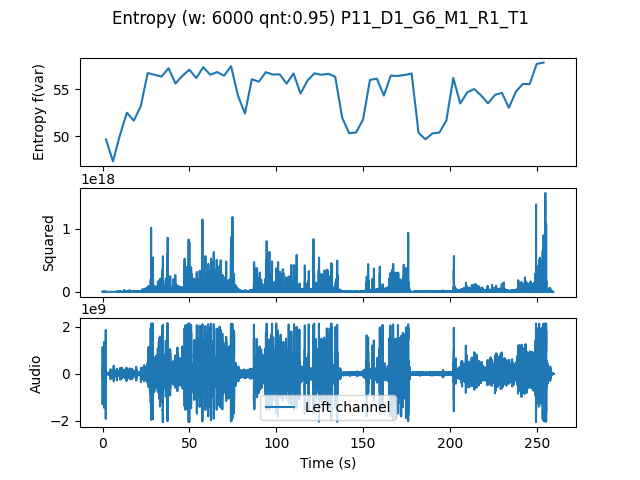 Entropy (w: 6000 qnt:0.95) P11_D1_G6_M1_R1_T1
Entropy f(var)
55
50
1e18
Squared
1
0
1e9
Audio
2
0
−2
Left channel
0 50 100 150 200 250
Time (s)